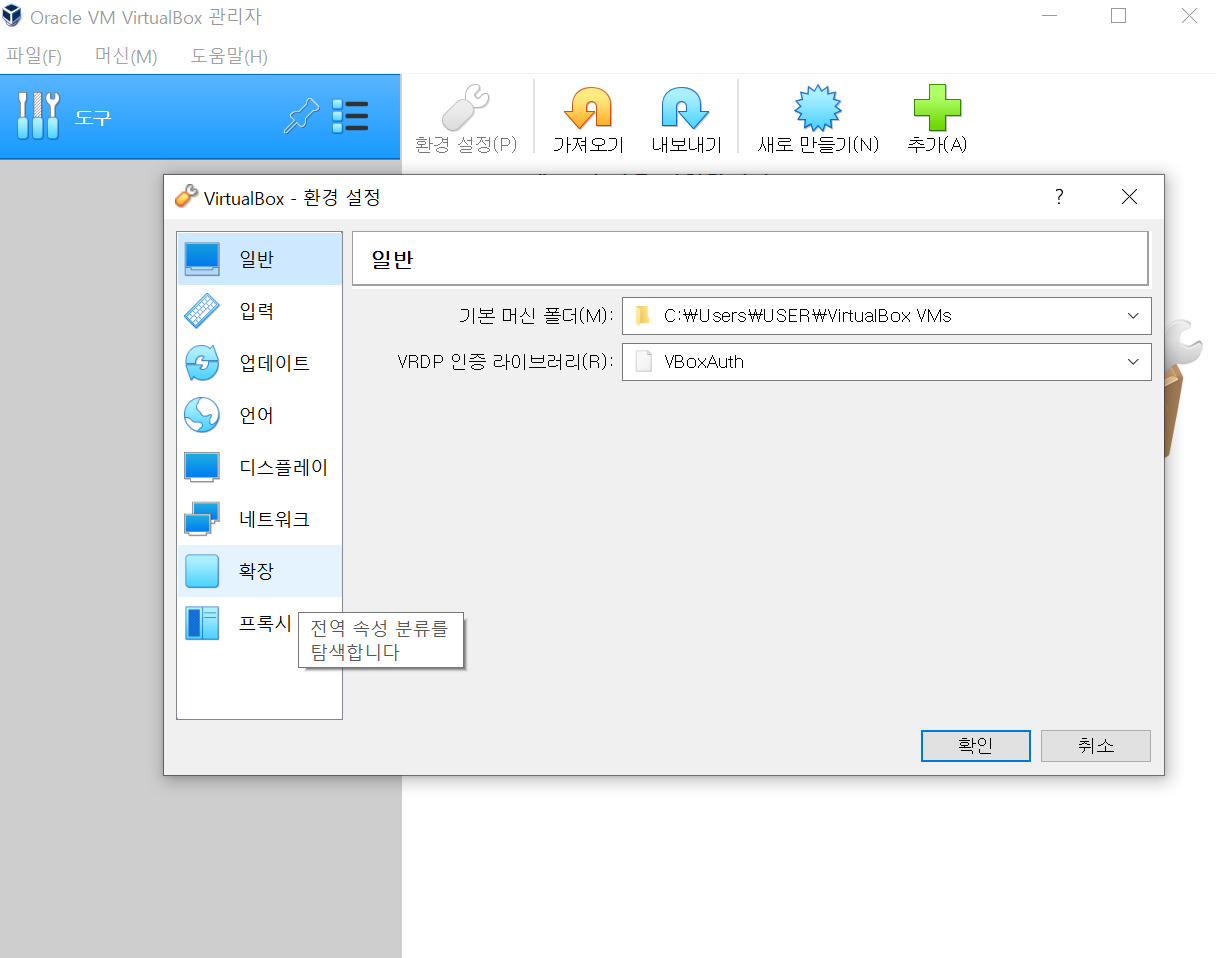 Oracle VM VirtualBox 관리자
파일(F) 머신(M) 도움말(H)
도구
환경 설정(P) 가져오기 내보내기 새로 만들기(N) 추가(A)
VirtualBox - 환경 설정 ?
일반
입력
업데이트
언어
디스플레이
네트워크
확장
프록시
일반
기본 머신 폴더(M): C:₩Users₩USER₩VirtualBox VMs
VRDP 인증 라이브러리(R): VBoxAuth
전역 속성 분류를
탐색합니다
확인 취소